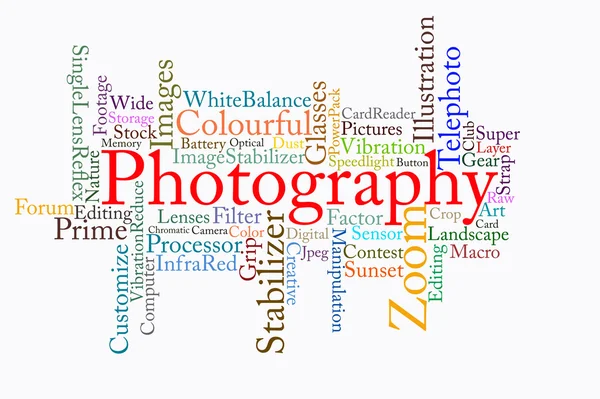 SingleLensReflex
Footage
Wide
Storage
Stock
Memory
Nature
Images
WhiteBalance
Colourful
Battery
Optical
Dust
ImageStabilizer
Glasses
PowerPack
CardReader
Pictures
Vibration
Speedlight
Button
Illustration
Telephoto
Club
Super
Layer
Gear
Strap
Photography
Raw
Forum
Editing
Prime
Customize
VibrationReduce
Computer
Lenses
Filter
Chromatic
Camera
Color
Processor
InfraRed
Grip
Stabilizer
Digital
Creative
Jpeg
Manipulation
Factor
Sensor
Contest
Sunset
Zoom
Crop
Art
Card
Landscape
Editing
Macro